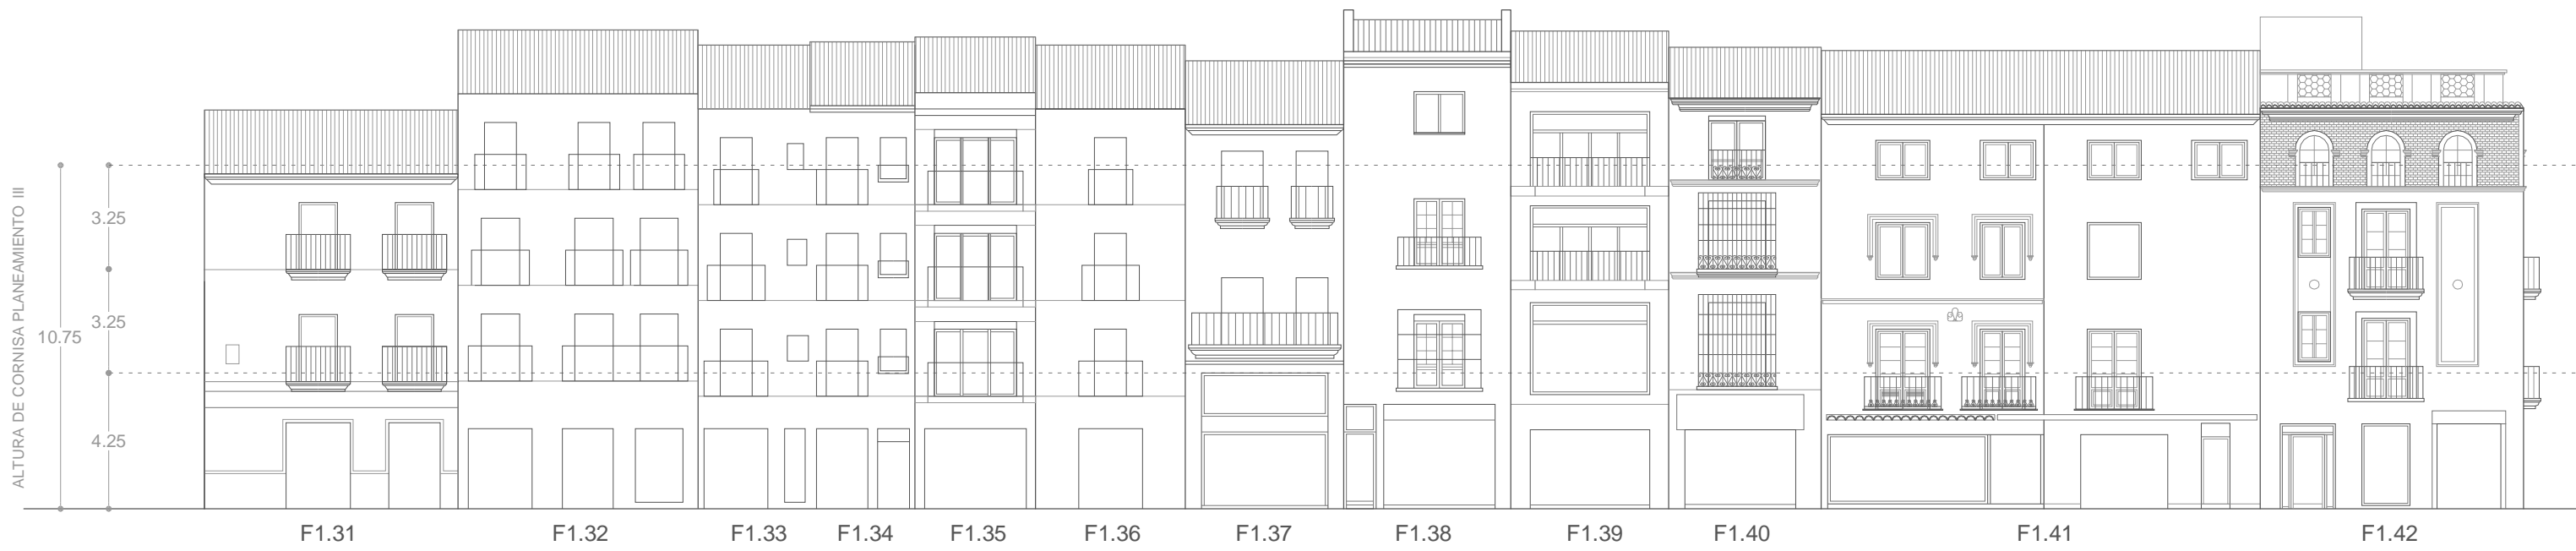 ALTURA DE CORNISA PLANEAMIENTO III
10.75
3.25
3.25
4.25
F1.31
F1.32
F1.33
F1.34
F1.35
F1.36
F1.37
F1.38
F1.39
F1.40
F1.41
F1.42